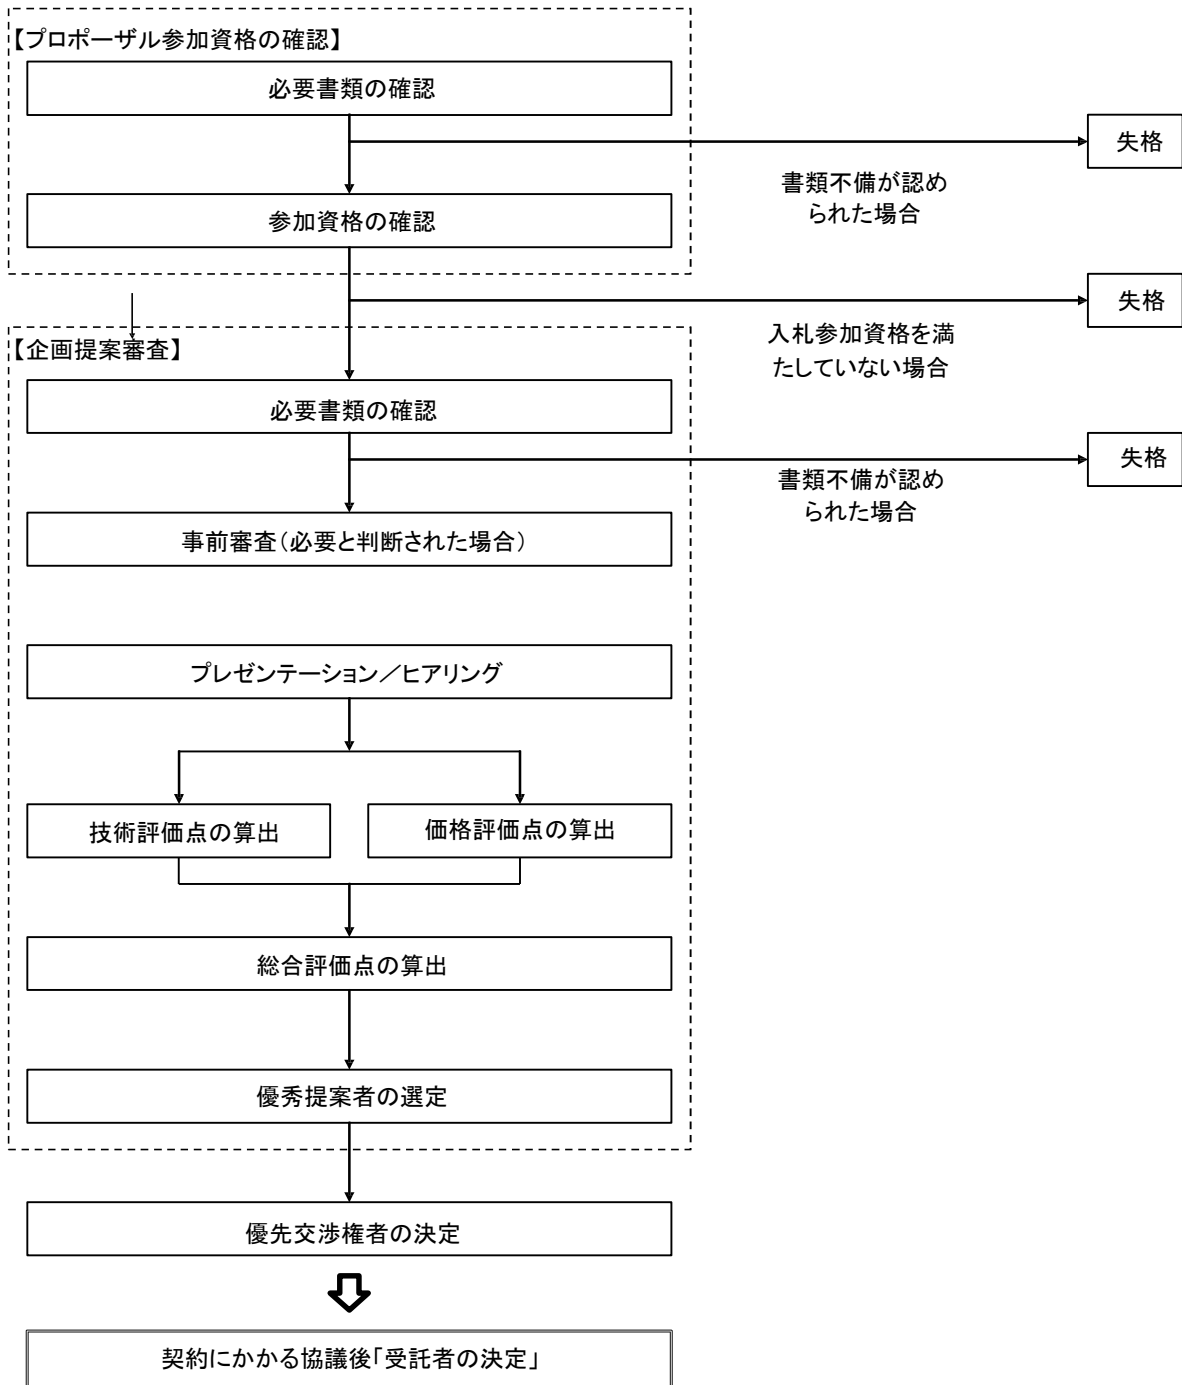 【プロポーザル参加資格の確認】
必要書類の確認
失格
書類不備が認め
られた場合
参加資格の確認
失格
入札参加資格を満
たしていない場合
【企画提案審査】
必要書類の確認
失格
書類不備が認め
られた場合
事前審査（必要と判断された場合）
プレゼンテーション／ヒアリング
技術評価点の算出
価格評価点の算出
総合評価点の算出
優秀提案者の選定
優先交渉権者の決定
契約にかかる協議後「受託者の決定」